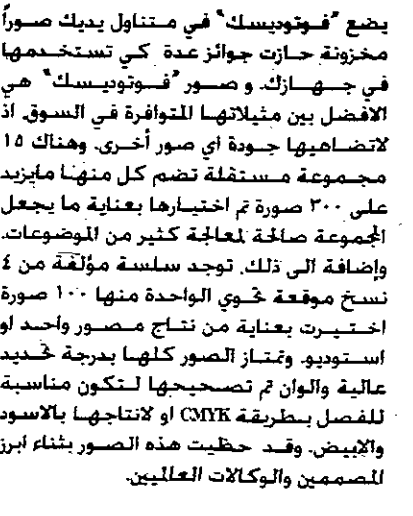 يضع "فوتوديسك" في متناول يديك صوراً
مخزونة حازت جوائز عدة كي تستخدمها
في جهازك. و صور "فوتوديسك" هي
الافضل بين مثيلاتها المتوافرة في السوق. اذ
لاتضاهيها جودة اي صور أخرى. وهناك ١٥
مجموعة مستقلة تضم كل منها مايزيد
على ٣٠٠ صورة تم اختيارها بعناية ما يجعل
المجموعة صالحة لمعالجة كثير من الموضوعات.
وإضافة الى ذلك. توجد سلسة مؤلفة من ٤
نسخ موقعة تحوي الواحدة منها ١٠٠ صورة
اختيرت بعناية من نتاج مصور واحد او
استوديو. وتمتاز الصور كلها بدرجة تحديد
عالية والوان تم تصحيحها لتكون مناسبة
للفصل بطريقة CMYK او لانتاجها بالاسود
والابيض. وقد حظيت هذه الصور بثناء ابرز
المصممين والوكالات العالميين.